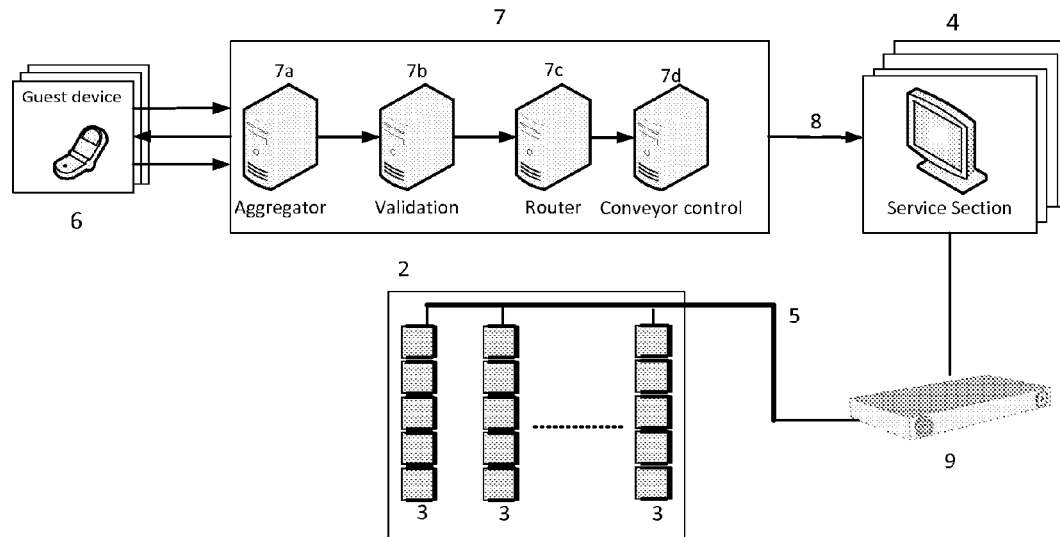 7
4
7a
7b
7c
7d
Guest device
8
Aggregator
Validation
Router
Conveyor control
Service Section
6
2
5
9
3
3
3